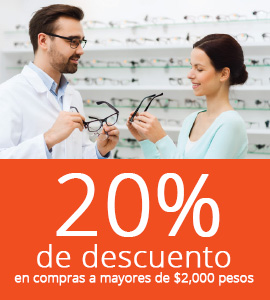 20%
de descuento
en compras a mayores de $2,000 pesos